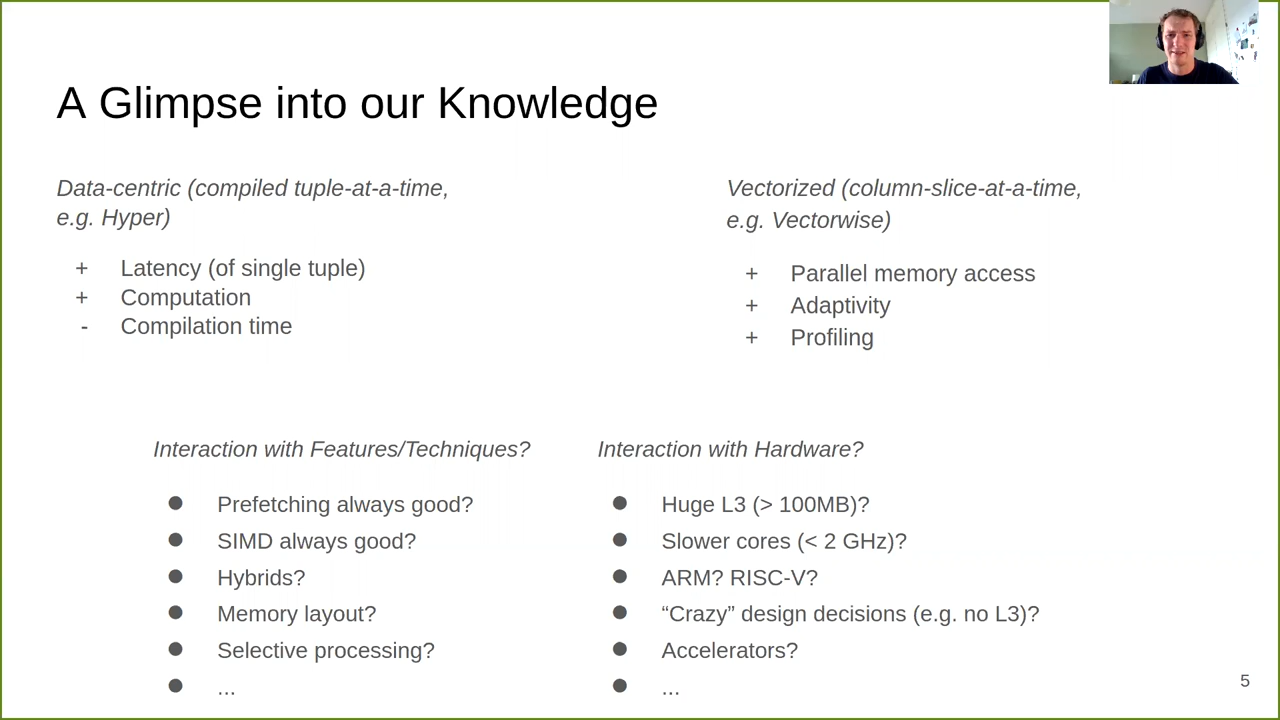 A Glimpse into our Knowledge
Data-centric (compiled tuple-at-a-time,
e.g. Hyper)
+ Latency (of single tuple)
+ Computation
- Compilation time
Vectorized (column-slice-at-a-time,
e.g. Vectorwise)
+ Parallel memory access
+ Adaptivity
+ Profiling
Interaction with Features/Techniques?
● Prefetching always good?
● SIMD always good?
● Hybrids?
● Memory layout?
● Selective processing?
● ...
Interaction with Hardware?
● Huge L3 (> 100MB)?
● Slower cores (< 2 GHz)?
● ARM? RISC-V?
● “Crazy” design decisions (e.g. no L3)?
● Accelerators?
● ...
5